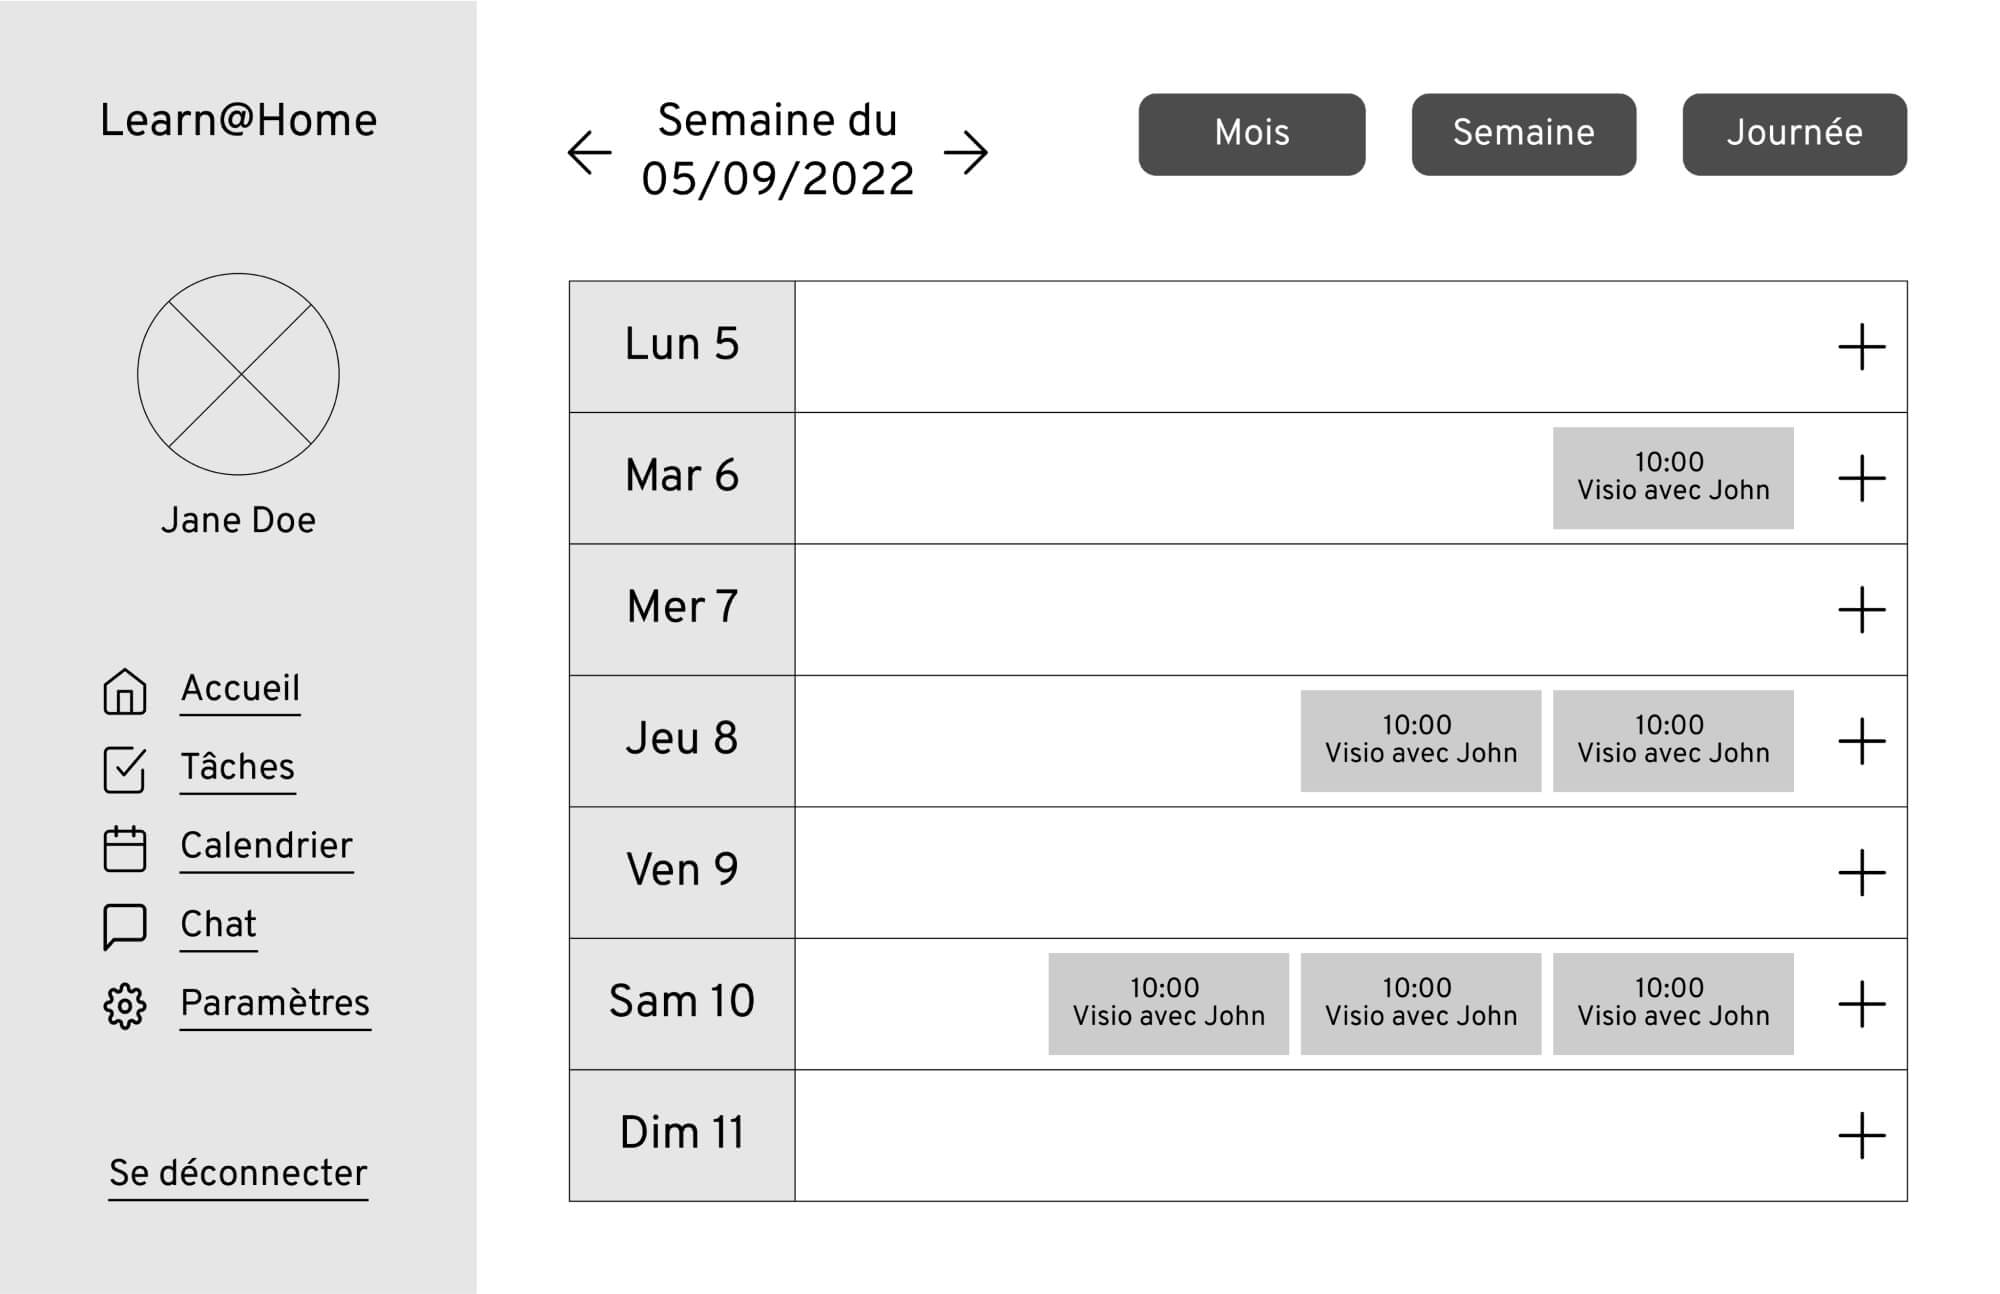 Learn@Home
Jane Doe
Accueil
Tâches
Calendrier
Chat
Paramètres
Se déconnecter
Semaine du
05/09/2022
Mois
Semaine
Journée
Lun 5
Mar 6
10:00
Visio avec John
Mer 7
Jeu 8
10:00
Visio avec John
10:00
Visio avec John
Ven 9
Sam 10
10:00
Visio avec John
10:00
Visio avec John
10:00
Visio avec John
Dim 11